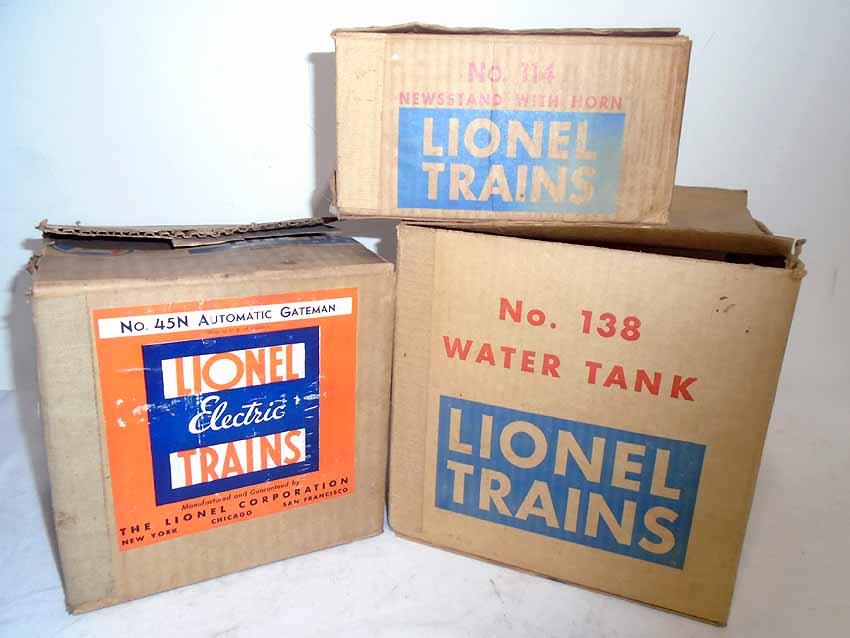 No. 114
NEWSSTAND WITH HORN
LIONEL
TRAINS
No. 45N AUTOMATIC GATEMAN
LIONEL
Electric
TRAINS
Manufactured and Guaranteed by
THE LIONEL CORPORATION
NEW YORK CHICAGO SAN FRANCISCO
No. 138
WATER TANK
LIONEL
TRAINS